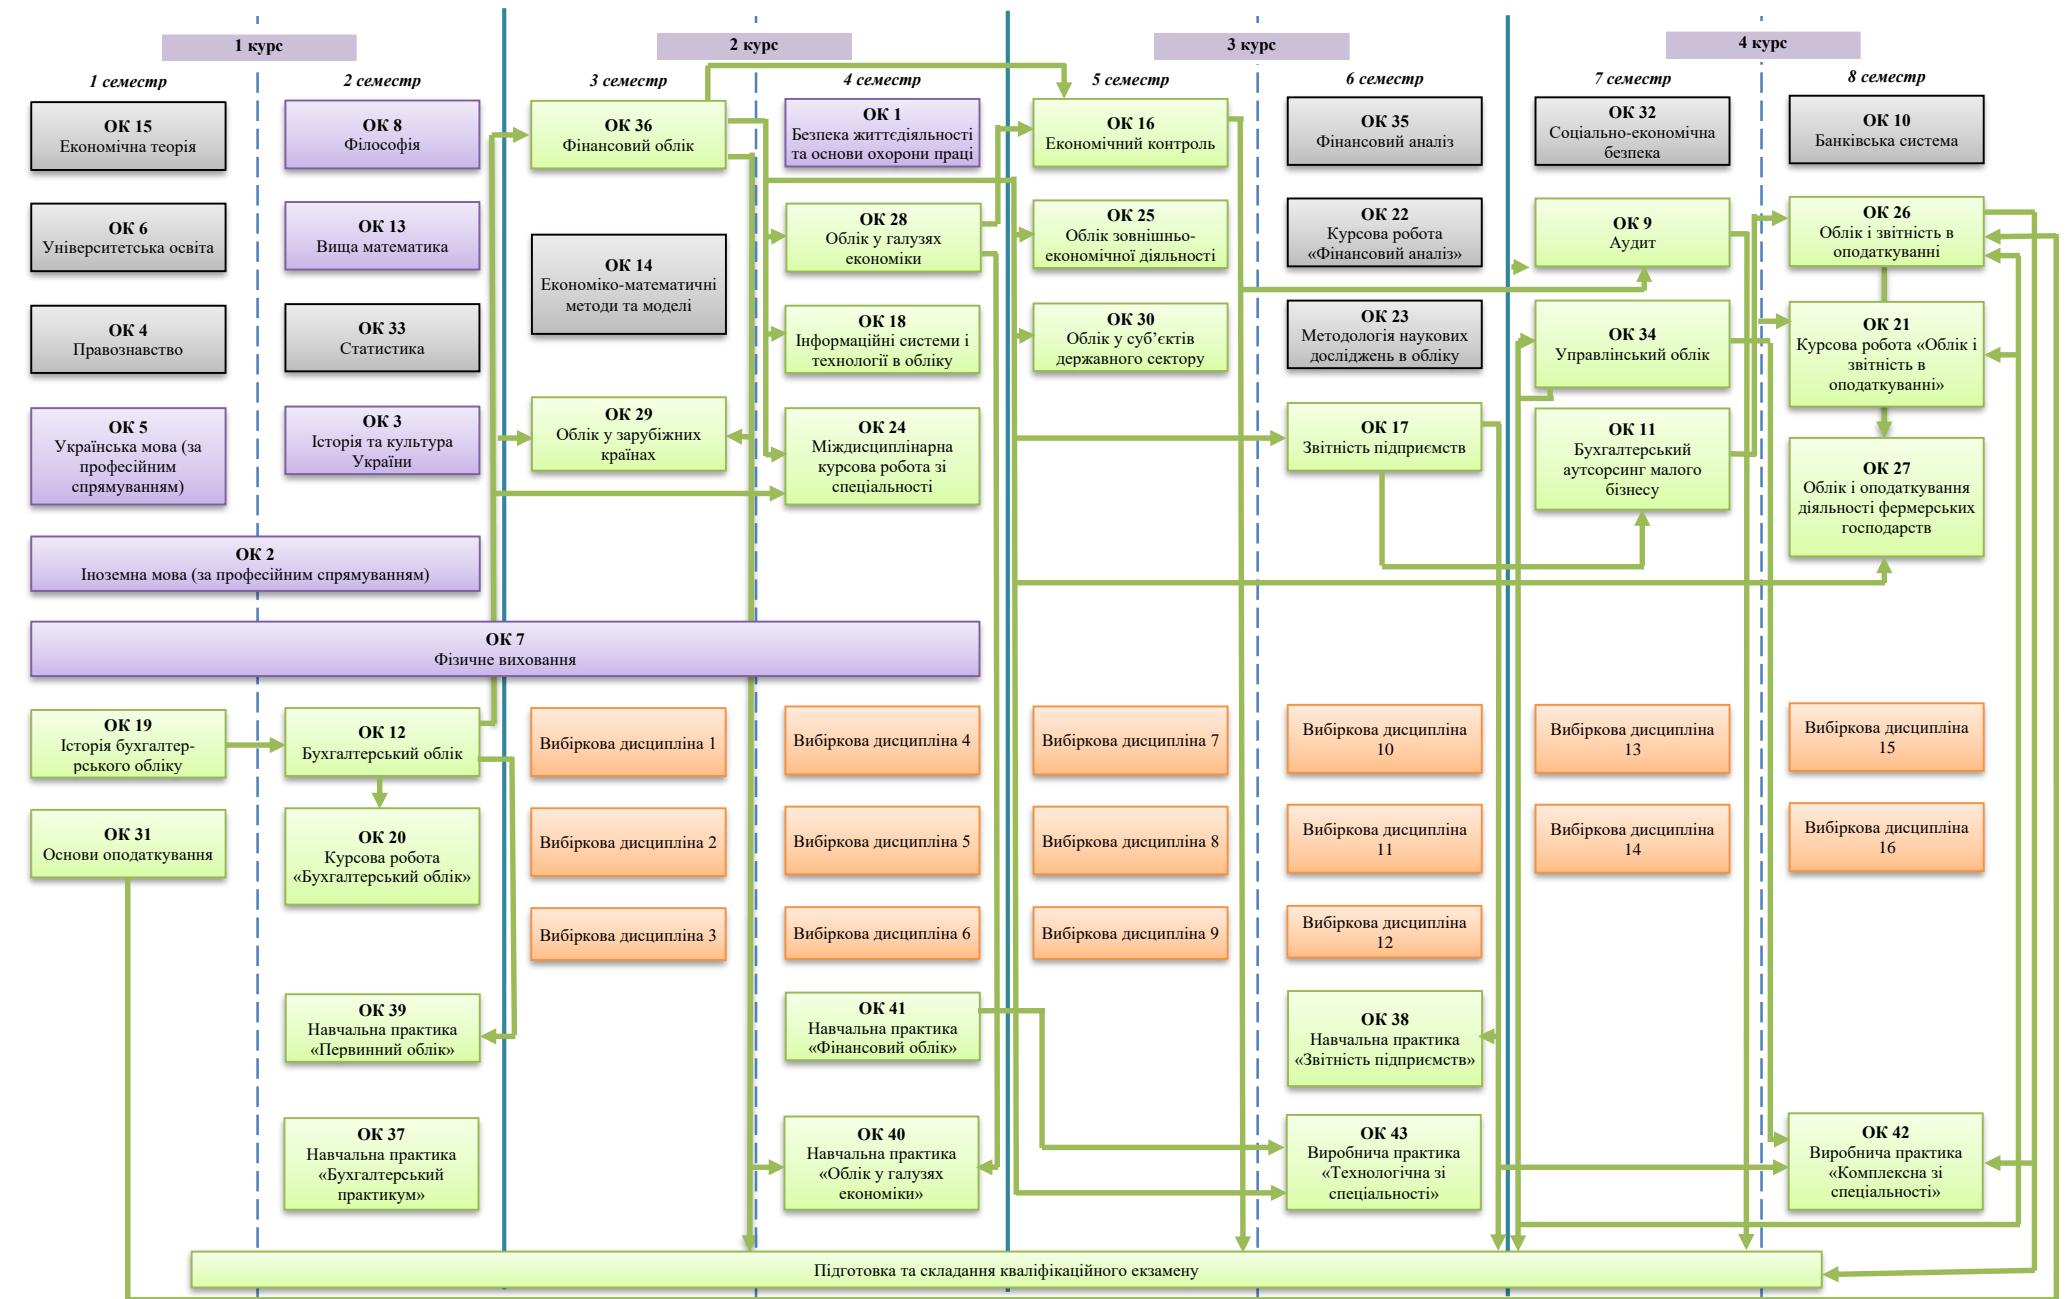 1 курс
2 курс
3 курс
4 курс
1 семестр
2 семестр
3 семестр
4 семестр
5 семестр
6 семестр
7 семестр
8 семестр
ОК 15
Економічна теорія
ОК 6
Університетська освіта
ОК 4
Правознавство
ОК 5
Українська мова (за
професійним
спрямуванням)
ОК 8
Філософія
ОК 13
Вища математика
ОК 33
Статистика
ОК 3
Історія та культура
України
ОК 2
Іноземна мова (за професійним спрямуванням)
ОК 7
Фізичне виховання
ОК 19
Історія бухгалтер-
рського обліку
ОК 31
Основи оподаткування
ОК 12
Бухгалтерський облік
ОК 20
Курсова робота
«Бухгалтерський облік»
ОК 39
Навчальна практика
«Первинний облік»
ОК 37
Навчальна практика
«Бухгалтерський
практикум»
ОК 36
Фінансовий облік
ОК 14
Економіко-математичні
методи та моделі
ОК 29
Облік у зарубіжних
країнах
Вибіркова дисципліна 1
Вибіркова дисципліна 2
Вибіркова дисципліна 3
ОК 1
Безпека життєдіяльності
та основи охорони праці
ОК 28
Облік у галузях
економіки
ОК 18
Інформаційні системи і
технології в обліку
ОК 24
Міждисциплінарна
курсова робота зі
спеціальності
Вибіркова дисципліна 4
Вибіркова дисципліна 5
Вибіркова дисципліна 6
ОК 41
Навчальна практика
«Фінансовий облік»
ОК 40
Навчальна практика
«Облік у галузях
економіки»
ОК 16
Економічний контроль
ОК 25
Облік зовнішньо-
економічної діяльності
ОК 30
Облік у суб’єктів
державного сектору
Вибіркова дисципліна 7
Вибіркова дисципліна 8
Вибіркова дисципліна 9
ОК 35
Фінансовий аналіз
ОК 22
Курсова робота
«Фінансовий аналіз»
ОК 23
Методологія наукових
досліджень в обліку
ОК 17
Звітність підприємств
Вибіркова дисципліна
10
Вибіркова дисципліна
11
Вибіркова дисципліна
12
ОК 38
Навчальна практика
«Звітність підприємств»
ОК 43
Виробнича практика
«Технологічна зі
спеціальності»
ОК 32
Соціально-економічна
безпека
ОК 9
Аудит
ОК 34
Управлінський облік
ОК 11
Бухгалтерський
аутсорсинг малого
бізнесу
Вибіркова дисципліна
13
Вибіркова дисципліна
14
ОК 10
Банківська система
ОК 26
Облік і звітність в
оподаткуванні
ОК 21
Курсова робота «Облік і
звітність в
оподаткуванні»
ОК 27
Облік і оподаткування
діяльності фермерських
господарств
Вибіркова дисципліна
15
Вибіркова дисципліна
16
ОК 42
Виробнича практика
«Комплексна зі
спеціальності»
Підготовка та складання кваліфікаційного екзамену